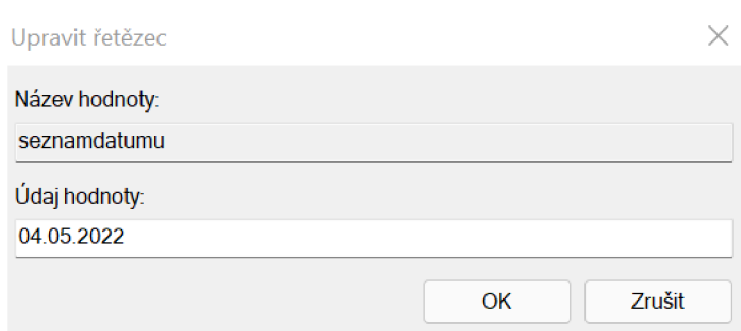 Upravit řetězec
Název hodnoty:
seznamdatumu
Údaj hodnoty:
04.05.2022
OK Zrušit